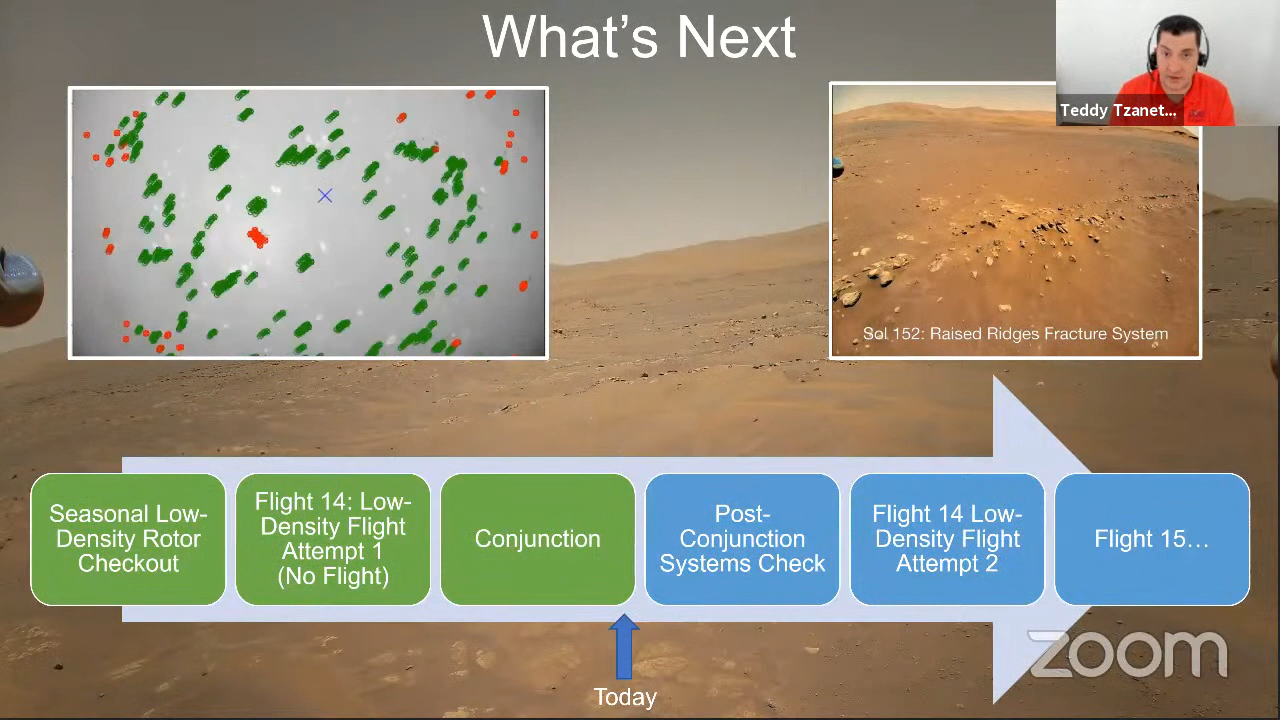 What's Next
Teddy Tzanet...
Sol 152: Raised Ridges Fracture System
Seasonal Low-
Density Rotor
Checkout
Flight 14: Low-
Density Flight
Attempt 1
(No Flight)
Conjunction
Post-
Conjunction
Systems Check
Flight 14 Low-
Density Flight
Attempt 2
Flight 15...
Today
zoom